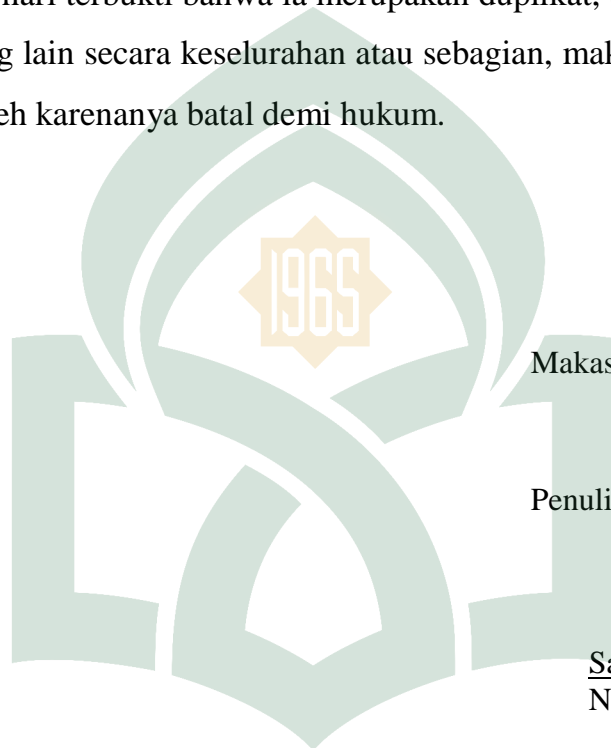 hari terbukti bahwa ia merupakan duplikat,
lain secara keseluruhan atau sebagian, mak
karenanya batal demi hukum.
1965
Makas
Penuli
Sa
N